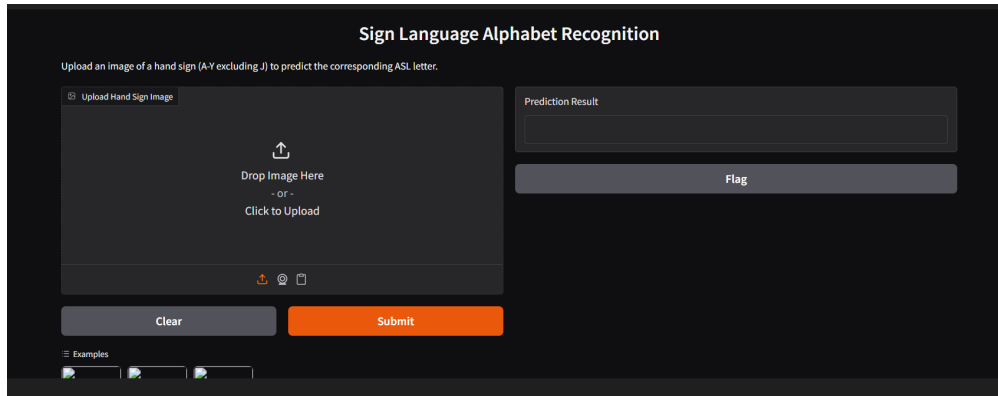 Sign Language Alphabet Recognition
Upload an image of a hand sign (A-Y excluding J) to predict the corresponding ASL letter.
Upload Hand Sign Image
Drop Image Here
- or -
Click to Upload
Clear
Submit
Examples
Prediction Result
Flag